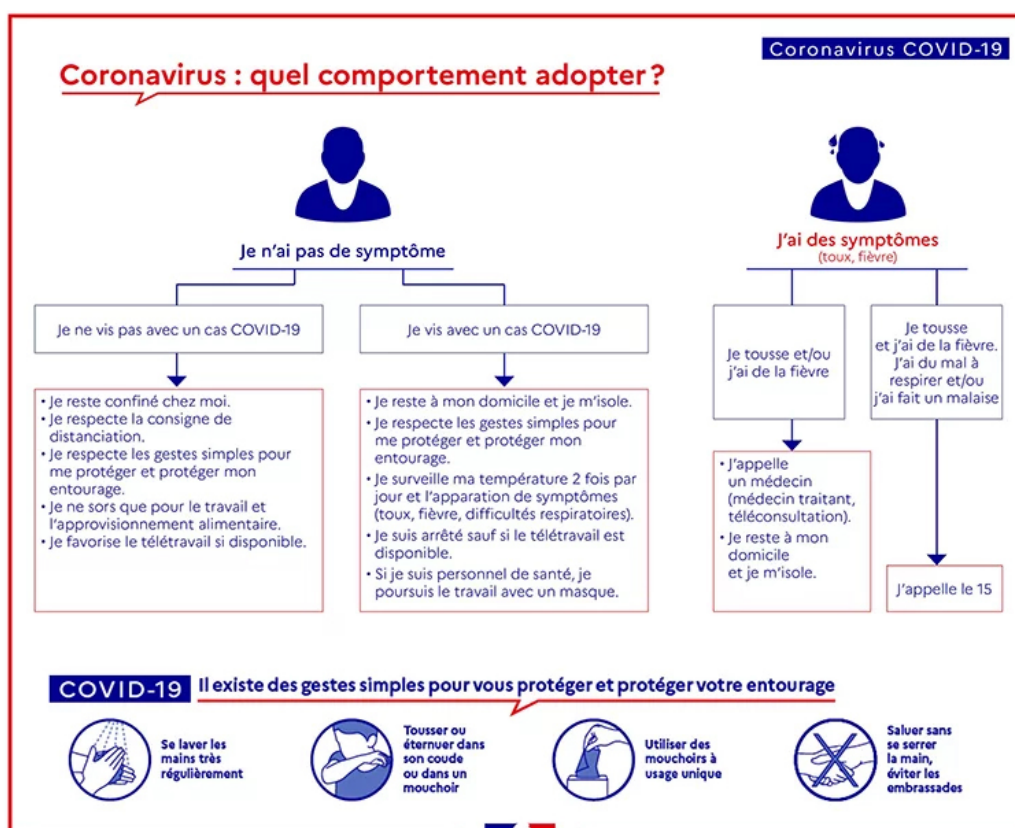 Coronavirus COVID-19
Coronavirus : quel comportement adopter ?
Je n'ai pas de symptôme
Je ne vis pas avec un cas COVID-19
• Je reste confiné chez moi.
• Je respecte la consigne de
distanciation.
• Je respecte les gestes simples pour
me protéger et protéger mon
entourage.
• Je ne sors que pour le travail et
l'approvisionnement alimentaire.
• Je favorise le télétravail si disponible.
Je vis avec un cas COVID-19
• Je reste à mon domicile et je m'isole.
• Je respecte les gestes simples pour
me protéger et protéger mon
entourage.
• Je surveille ma température 2 fois par
jour et l'apparation de symptômes
(toux, fièvre, difficultés respiratoires).
• Je suis arrêté sauf si le télétravail est
disponible.
• Si je suis personnel de santé, je
poursuis le travail avec un masque.
J'ai des symptômes
(toux, fièvre)
Je tousse et/ou
j'ai de la fièvre
• J'appelle
un médecin
(médecin traitant,
téléconsultation).
• Je reste à mon
domicile
et je m'isole.
Je tousse
et j'ai de la fièvre.
J'ai du mal à
respirer et/ou
j'ai fait un malaise
J'appelle le 15
COVID-19 Il existe des gestes simples pour vous protéger et protéger votre entourage
Se laver les
mains très
régulièrement
Tousser ou
éternuer dans
son coude
ou dans un
mouchoir
Utiliser des
mouchoirs à
usage unique
Saluer sans
se serrer
la main,
éviter les
embrassades